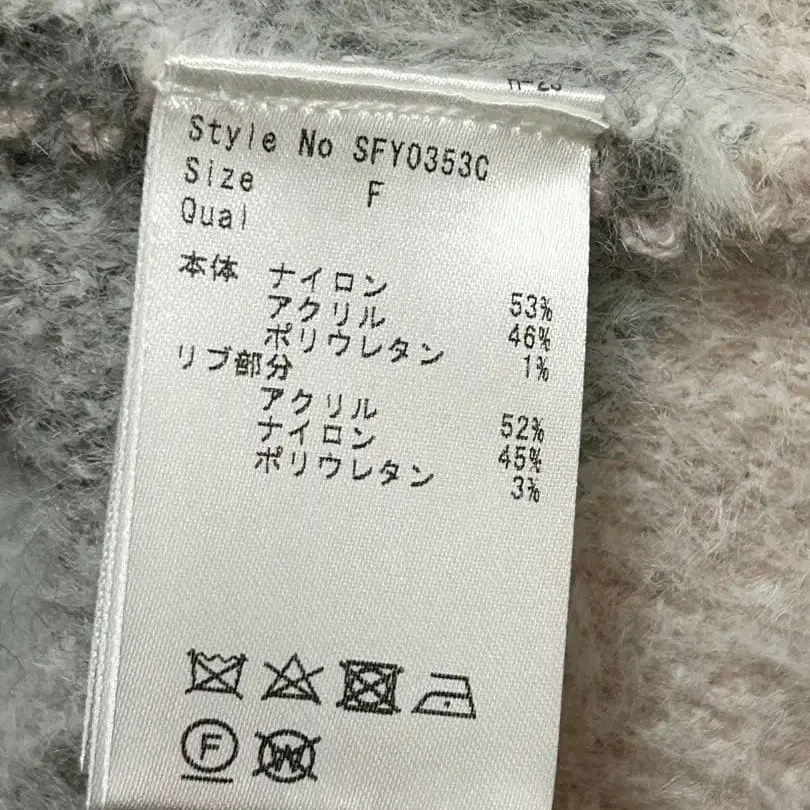 Style No SFY0353C
Size F
Qual
本体 ナイロン 53%
アクリル 46%
ポリウレタン 1%
リブ部分
アクリル 52%
ナイロン 45%
ポリウレタン 3%
F W